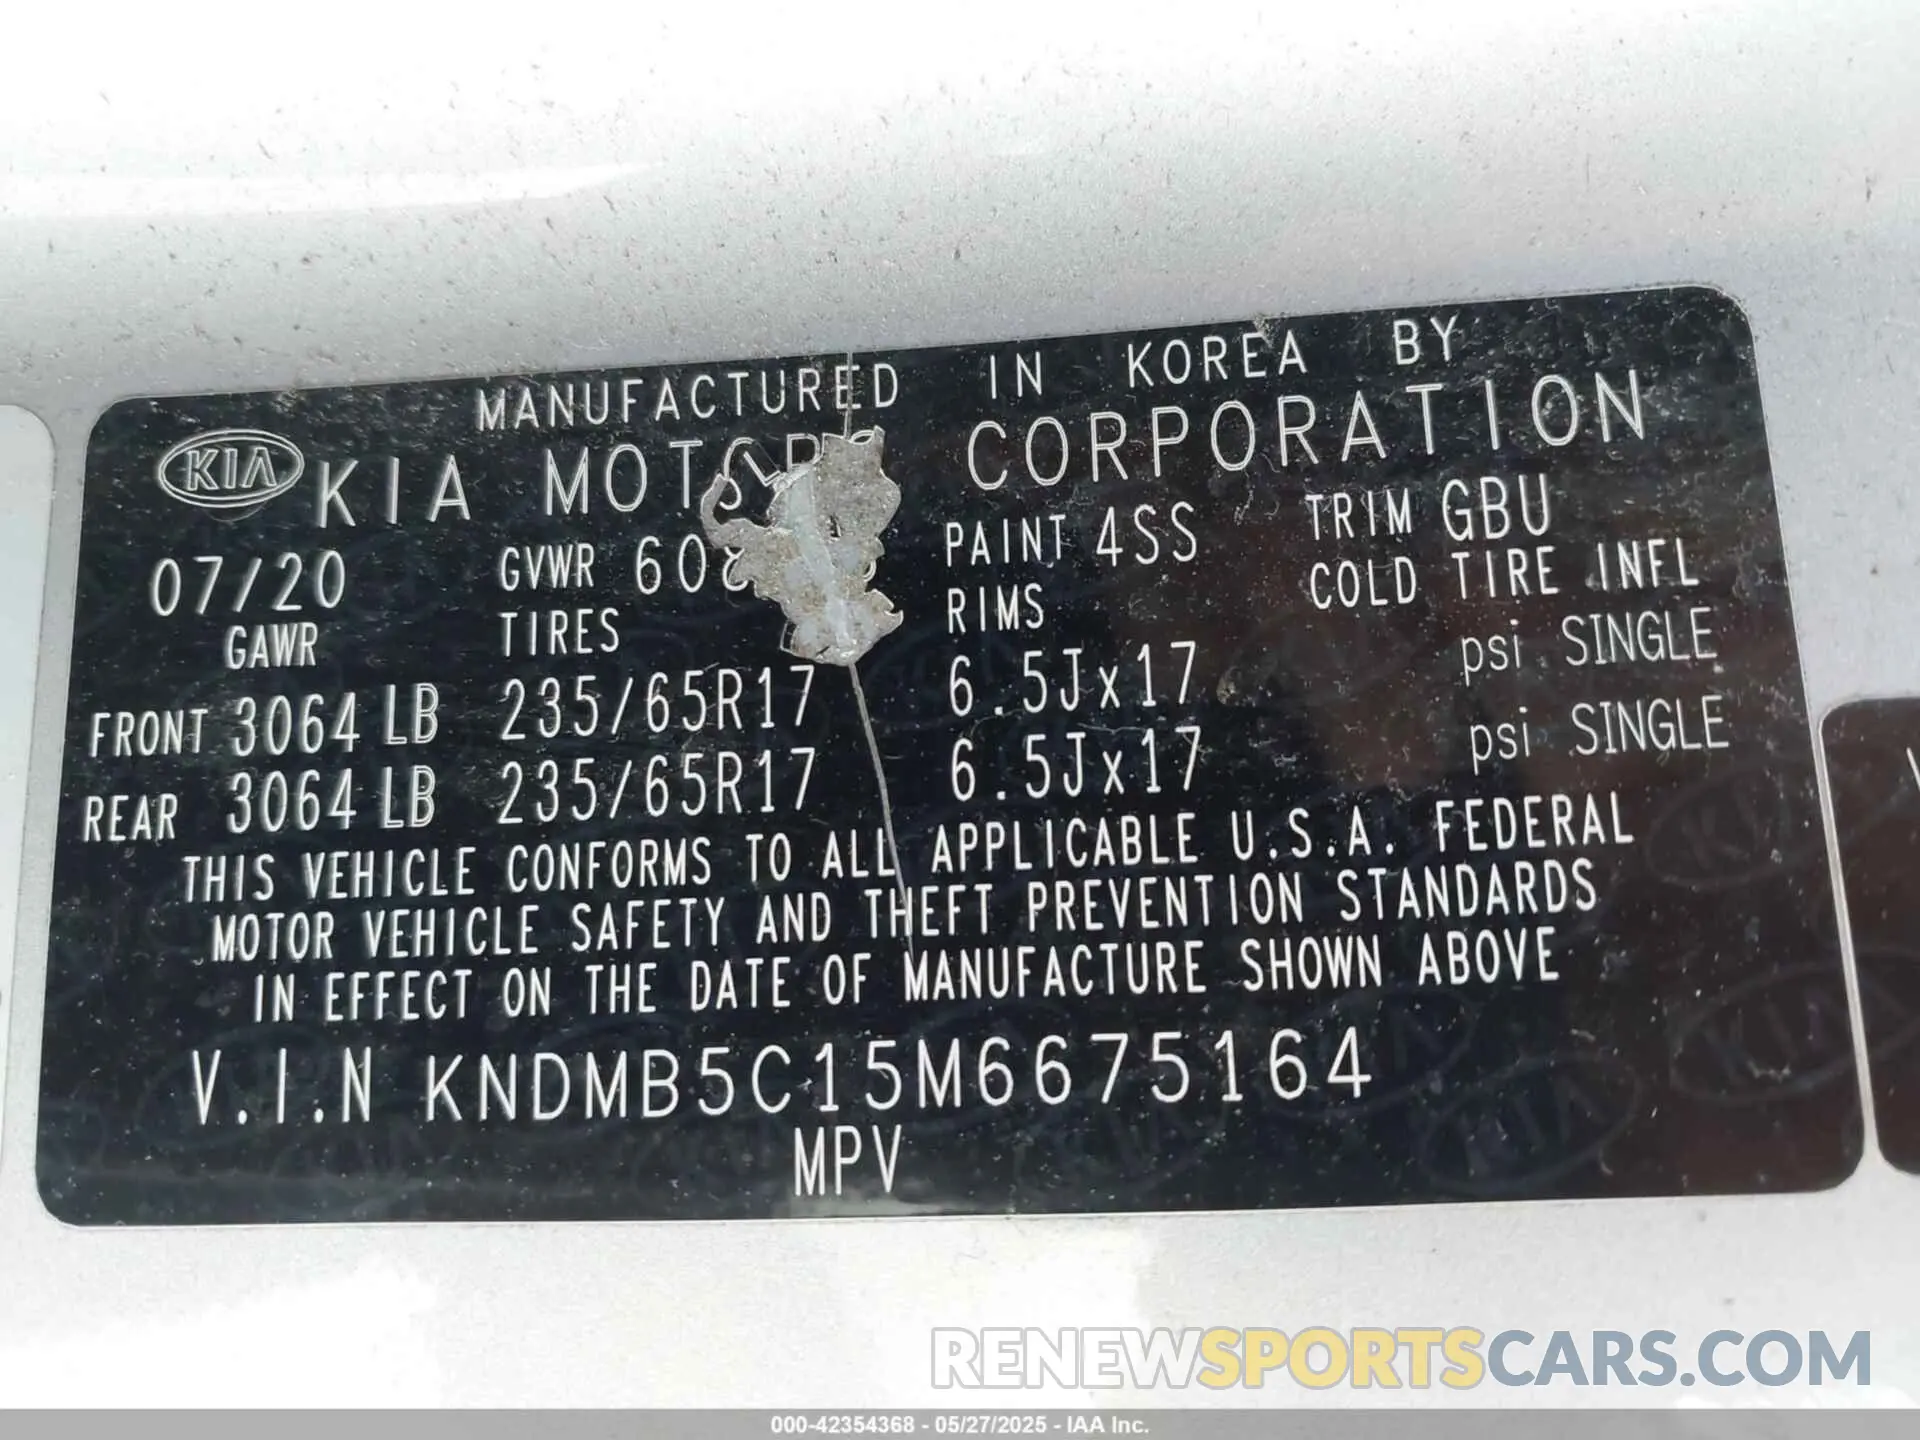 MANUFACTURED IN KOREA BY
KIA KIA CORPORATION
07/20 GVWR PAINT 4SS TRIM GBU
GAWR TIRES RIMS COLD TIRE INFL
FRONT 3064 LB 235/65R17 6.5Jx17 psi SINGLE
REAR 3064 LB 235/65R17 6.5Jx17 psi SINGLE
THIS VEHICLE CONFORMS TO ALL APPLICABLE U.S.A. FEDERAL
MOTOR VEHICLE SAFETY AND THEFT PREVENTION STANDARDS
IN EFFECT ON THE DATE OF MANUFACTURE SHOWN ABOVE
V.I.N KNDMB5C15M6675164
MPV
RENEWSPORTSCARS.COM
000-42354368 - 05/27/2025 - IAA Inc.